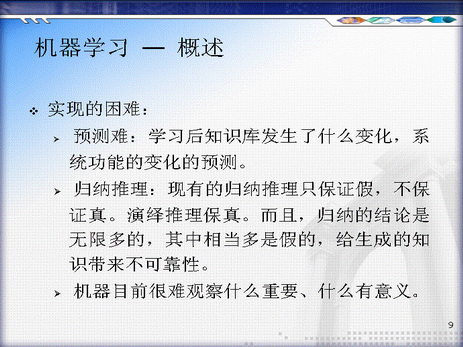 机器学习 — 概述
❖ 实现的困难：
➢ 预测难：学习后知识库发生了什么变化，系
统功能的变化的预测。
➢ 归纳推理：现有的归纳推理只保证假，不保
证真。演绎推理保真。而且，归纳的结论是
无限多的，其中相当多是假的，给生成的知
识带来不可靠性。
➢ 机器目前很难观察什么重要、什么有意义。
9